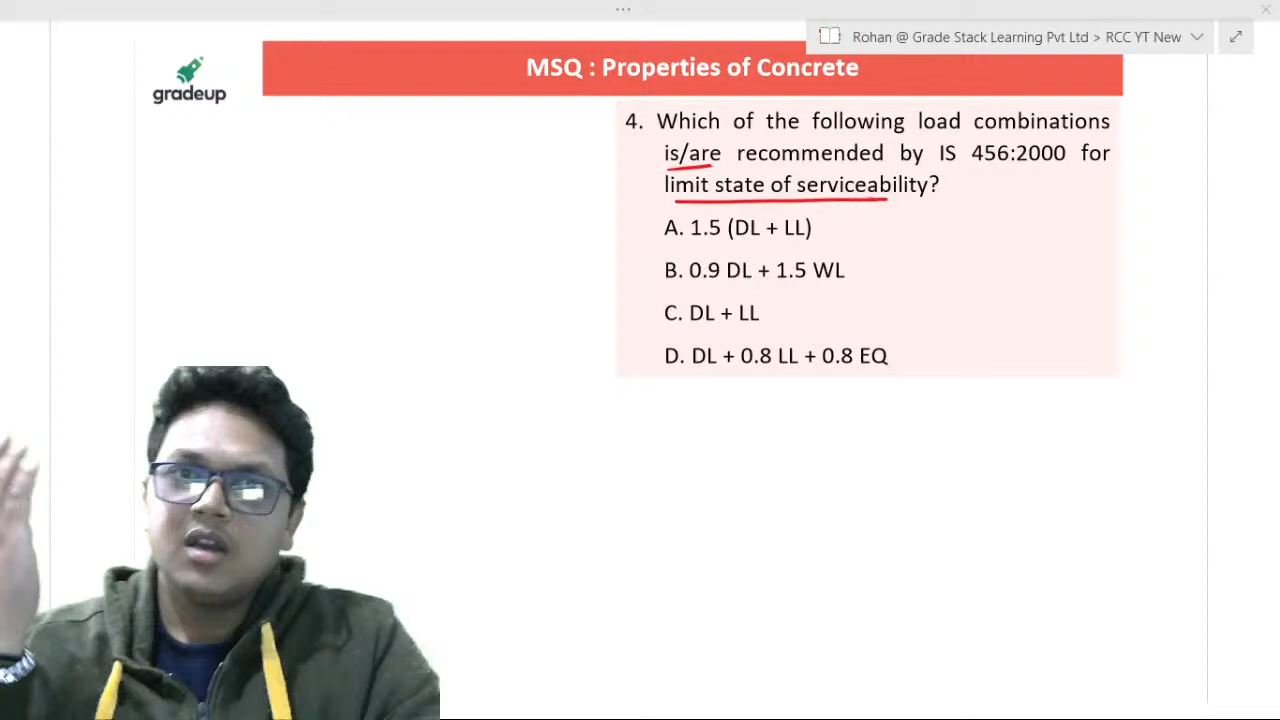 Rohan @ Grade Stack Learning Pvt Ltd > RCC YT New
MSQ : Properties of Concrete
gradeup
4. Which of the following load combinations
is/are recommended by IS 456:2000 for
limit state of serviceability?
A. 1.5 (DL + LL)
B. 0.9 DL + 1.5 WL
C. DL + LL
D. DL + 0.8 LL + 0.8 EQ